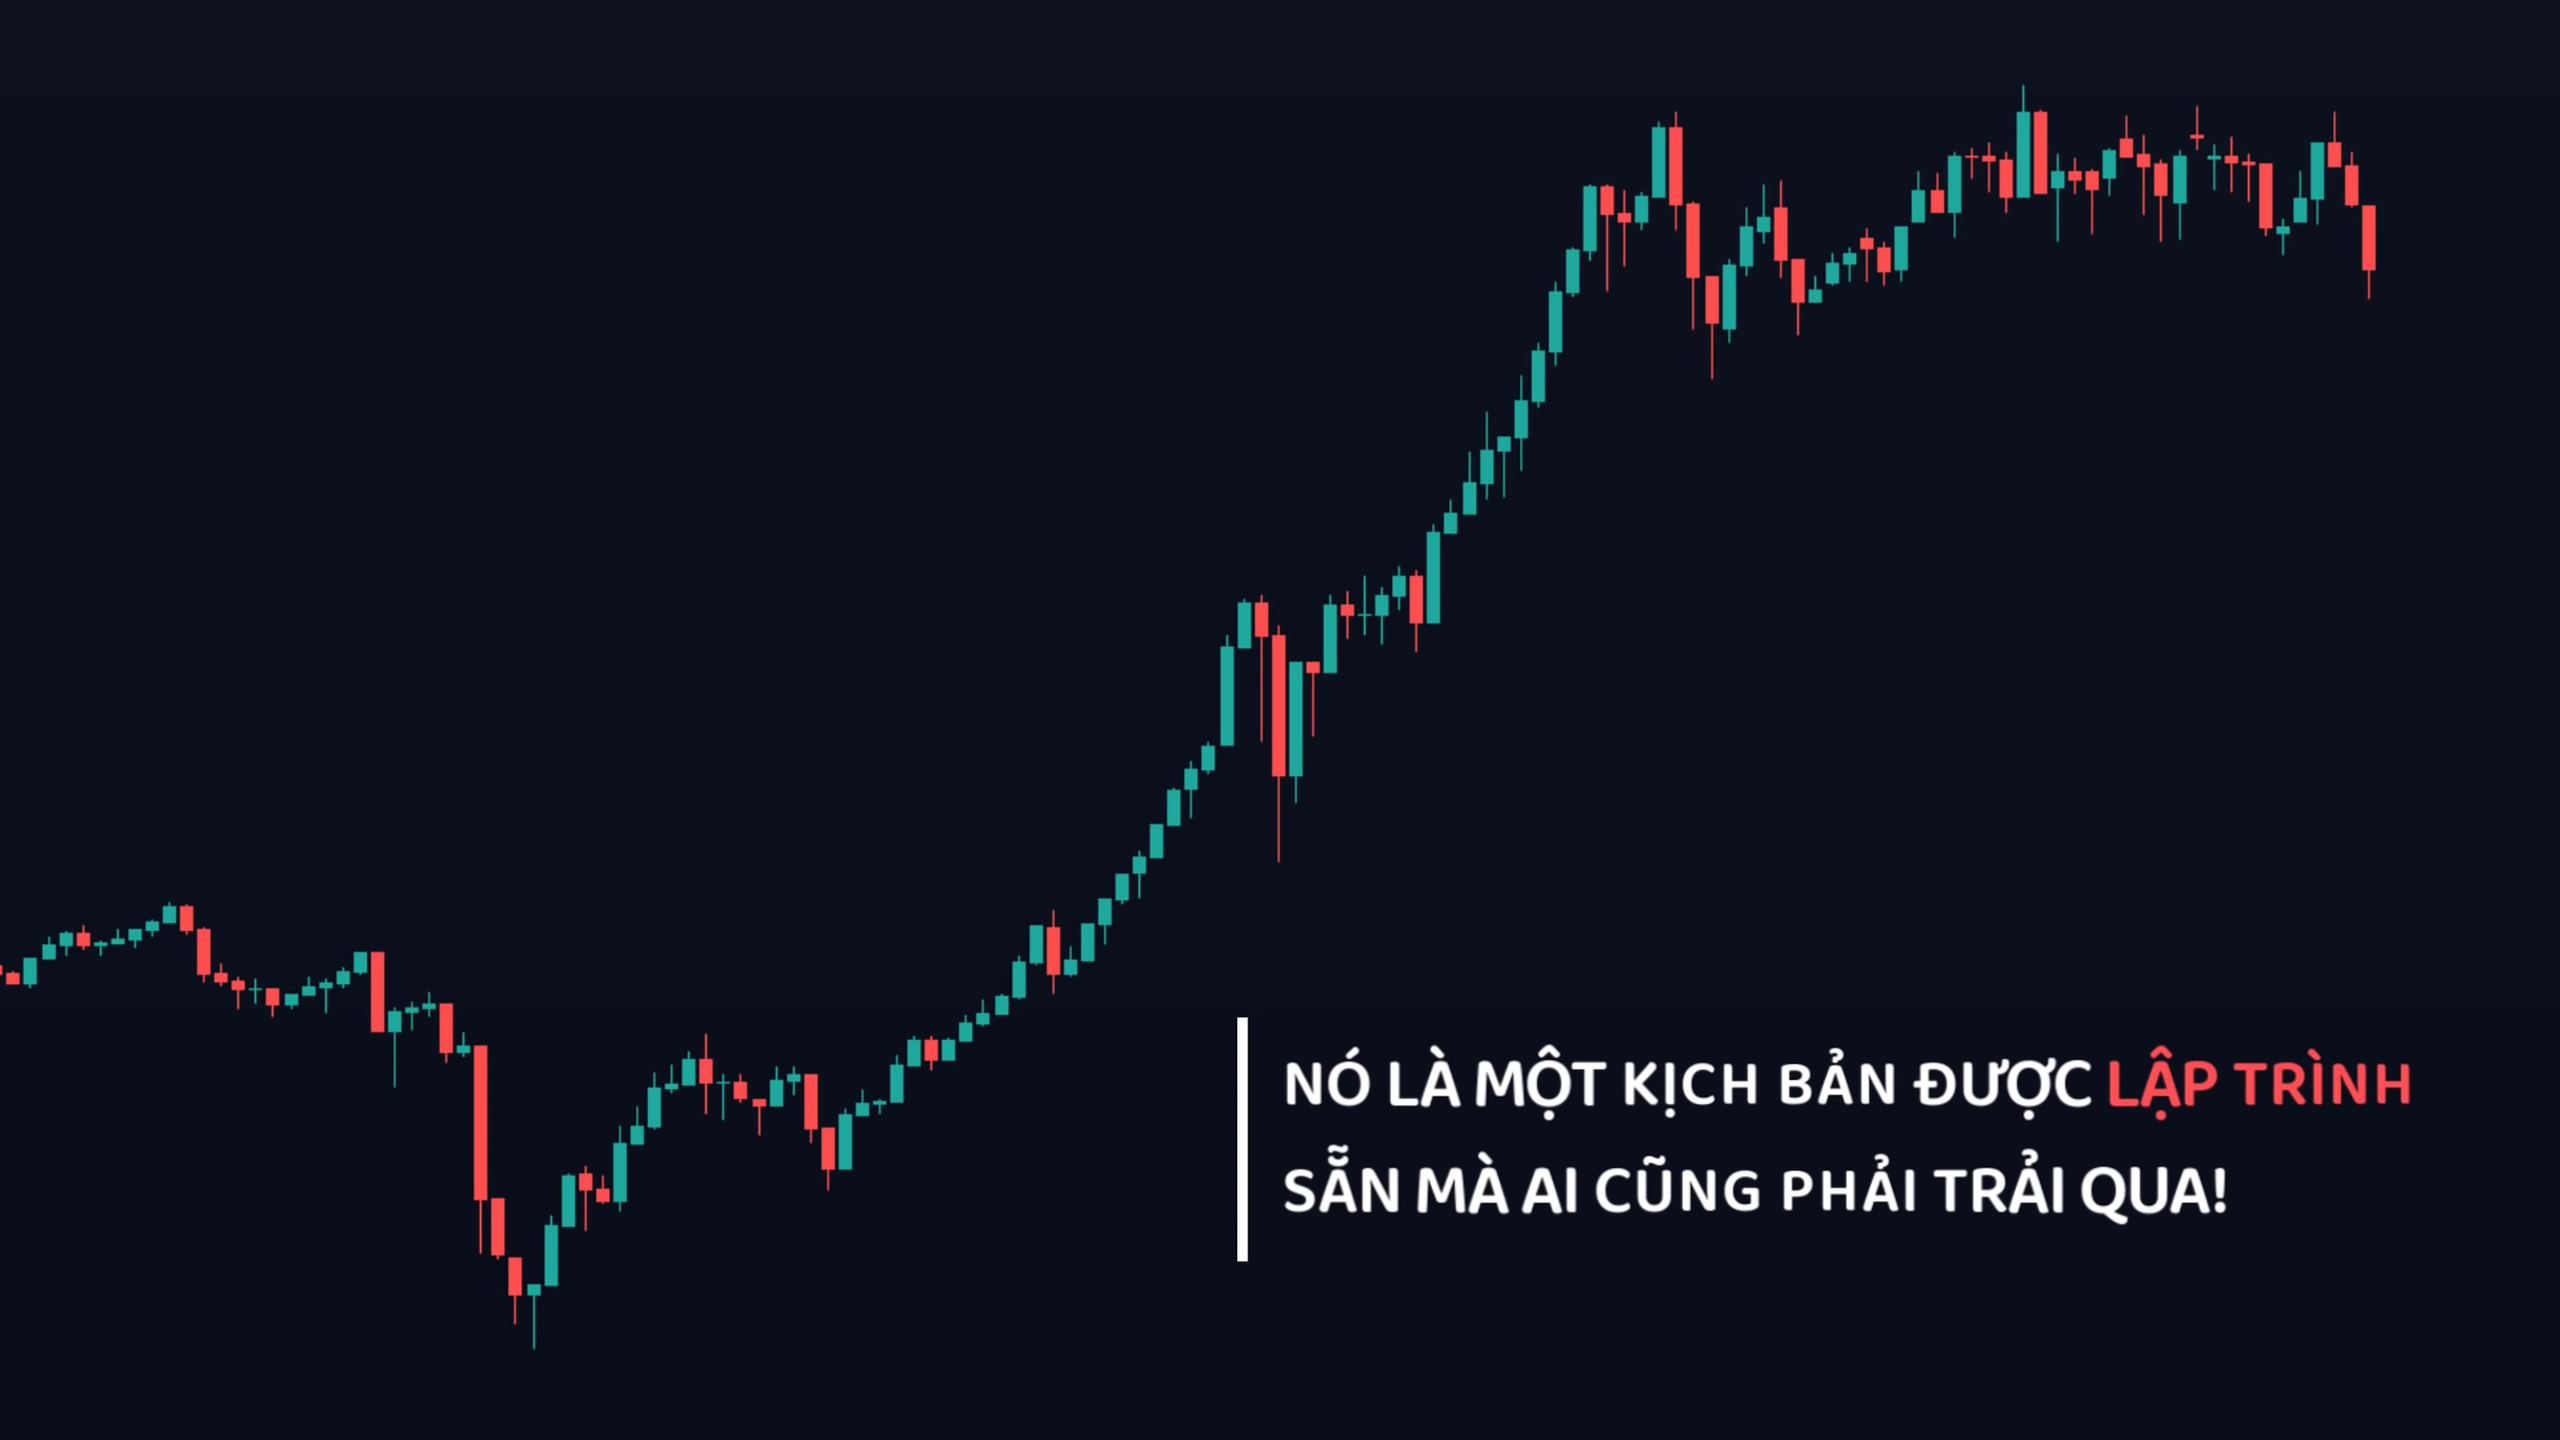 NÓ LÀ MỘT KỊCH BẢN ĐƯỢC LẬP TRÌNH
SẴN MÀ AI CŨNG PHẢI TRẢI QUA!